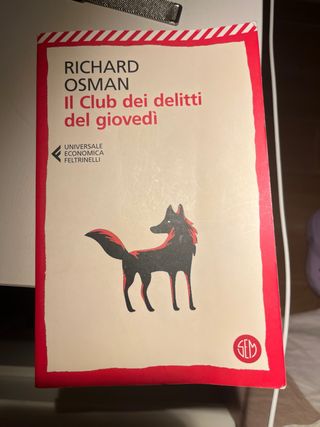 RICHARD
OSMAN
Il Club dei delitti
del giovedì
UNIVERSALE
ECONOMICA
FELTRINELLI
SEM